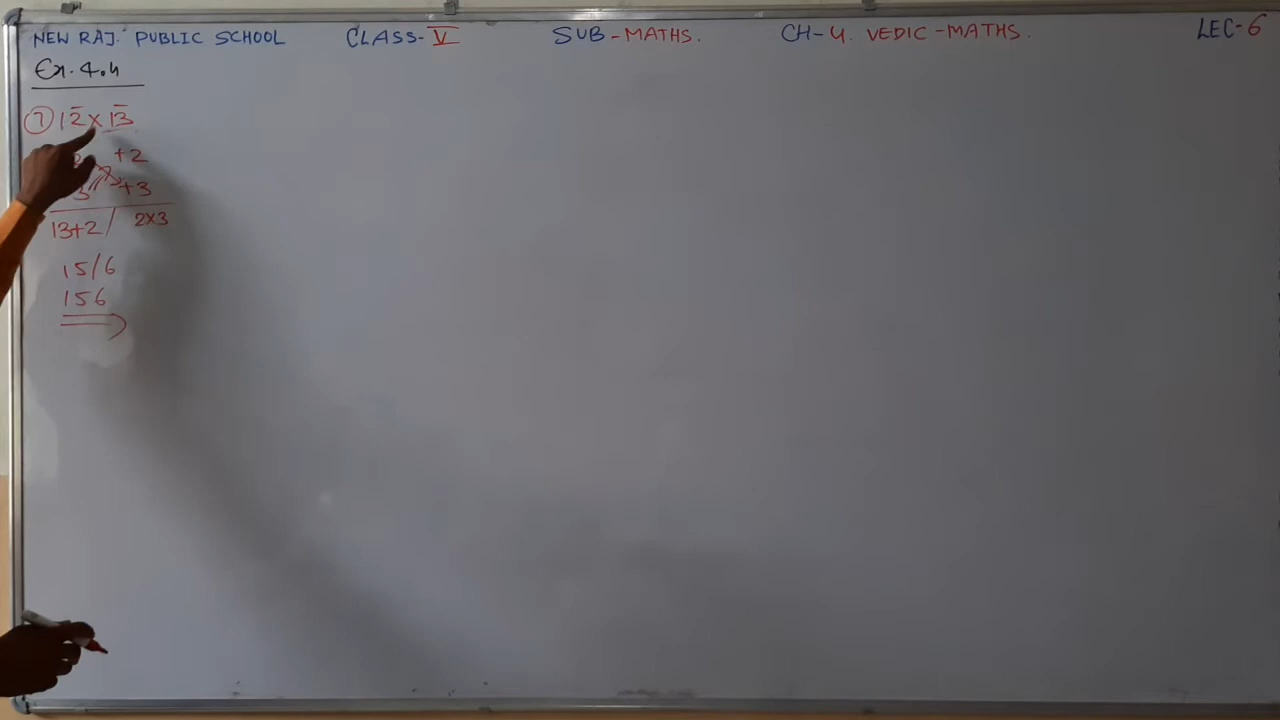 NEW RAJ. PUBLIC SCHOOL CLASS-V SUB-MATHS. CH-4. VEDIC-MATHS. LEC-6
Ex. 4.4
7 12 x 13
+2
3 +3
13+2 / 2x3
15/6
156